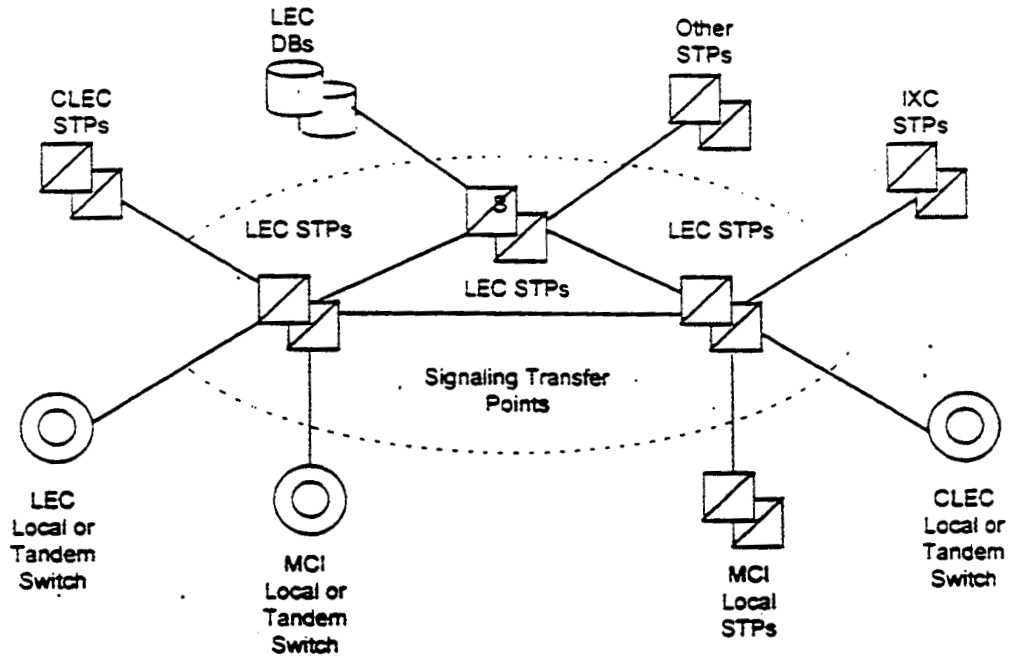 LEC
DBs
Other
STPs
CLEC
STPs
IXC
STPs
LEC STPs
LEC STPs
LEC STPs
Signaling Transfer
Points
LEC
Local or
Tandem
Switch
MCI
Local or
Tandem
Switch
MCI
Local
STPs
CLEC
Local or
Tandem
Switch